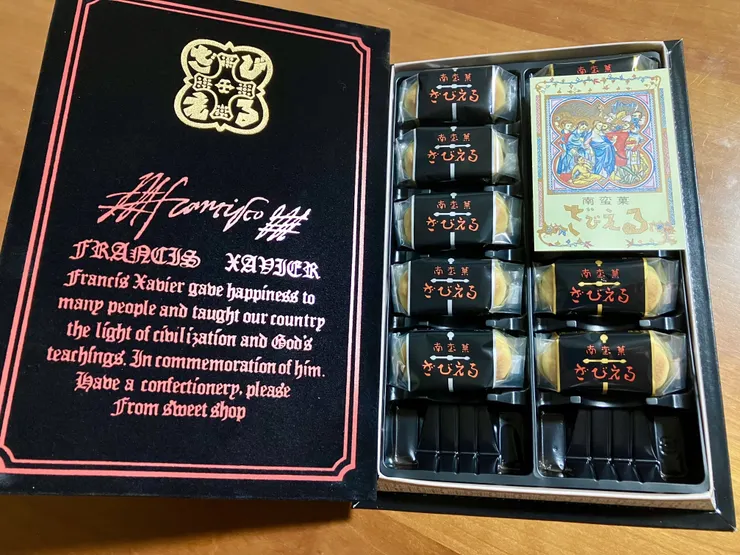 ざびえる
Francisco
FRANCIS XAVIER
Francis Xavier gave happiness to
many people and taught our country
the light of civilization and God's
teachings. In commemoration of him.
Have a confectionery, please
From sweet shop
南蛮菓
ざびえる
南蛮菓
ざびえる
南蛮菓
ざびえる
南蛮菓
ざびえる
南蛮菓
ざびえる
南蛮菓
南蛮菓
ざびえる
南蛮菓
ざびえる
南蛮菓
ざびえる